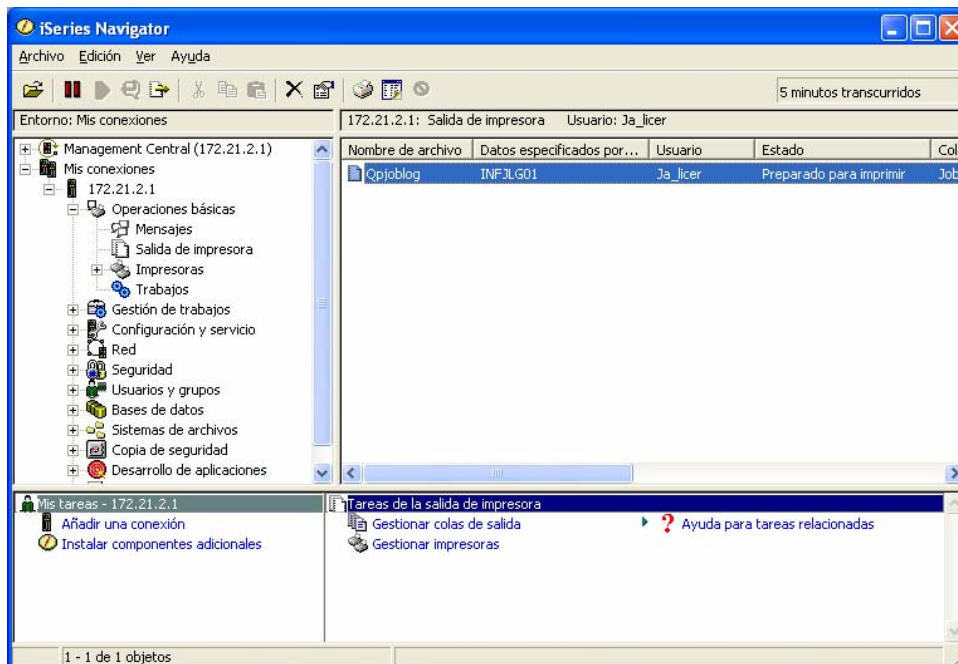 iSeries Navigator
Archivo Edición Ver Ayuda
5 minutos transcurridos
Entorno: Mis conexiones
172.21.2.1: Salida de impresora Usuario: Ja_licer
Management Central (172.21.2.1)
Mis conexiones
172.21.2.1
Operaciones básicas
Mensajes
Salida de impresora
Impresoras
Trabajos
Gestión de trabajos
Configuración y servicio
Red
Seguridad
Usuarios y grupos
Bases de datos
Sistemas de archivos
Copia de seguridad
Desarrollo de aplicaciones
Nombre de archivo Datos especificados por... Usuario Estado Col
Qpjoblog INFJLG01 Ja_licer Preparado para imprimir Job
Mis tareas - 172.21.2.1
Añadir una conexión
Instalar componentes adicionales
Tareas de la salida de impresora
Gestionar colas de salida
Gestionar impresoras
Ayuda para tareas relacionadas
1 - 1 de 1 objetos